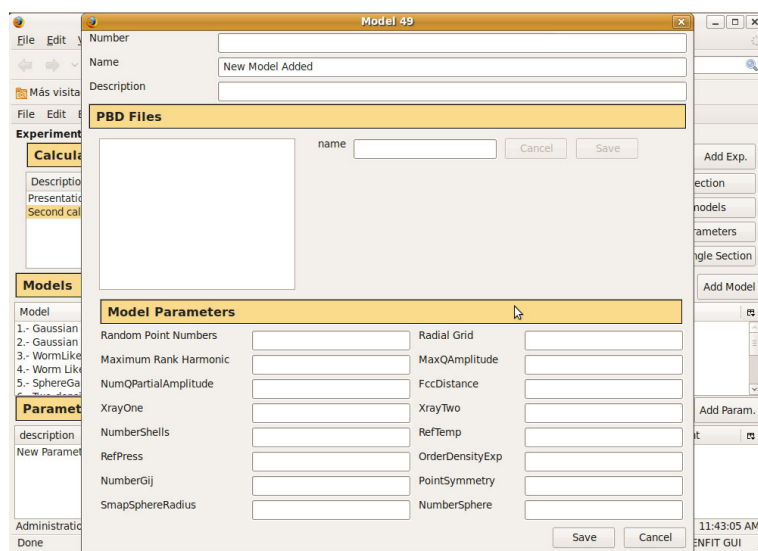 Model 49
File Edit
Number
Name New Model Added
Más visita
Description
File Edit
PBD Files
Experiment
name Cancel Save
Calcula
Add Exp.
Descriptio
ection
Presentatio
models
Second cal
rameters
ngle Section
Models
Model Parameters
Add Model
Model
Random Point Numbers Radial Grid
1.- Gaussian
2.- Gaussian
Maximum Rank Harmonic MaxQAmplitude
3.- WormLike
4.- Worm Like
NumQPartialAmplitude FccDistance
5.- SphereGa
Paramet
XrayOne XrayTwo
Add Param.
description
NumberShells RefTemp
nt
New Paramet
RefPress OrderDensityExp
NumberGij PointSymmetry
SmapSphereRadius NumberSphere
Administratio
11:43:05 AM
Save Cancel
Done
ENFIT GUI